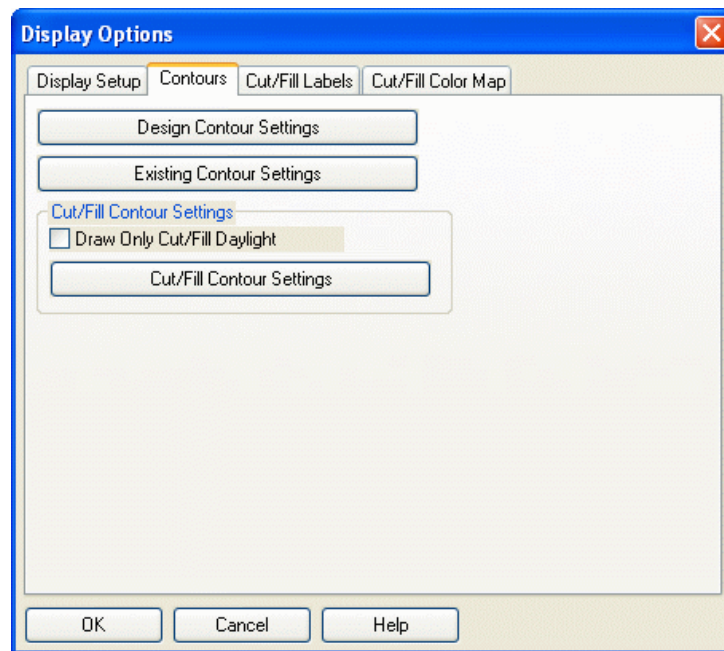 Display Options
Display Setup Contours Cut/Fill Labels Cut/Fill Color Map
Design Contour Settings
Existing Contour Settings
Cut/Fill Contour Settings
Draw Only Cut/Fill Daylight
Cut/Fill Contour Settings
OK Cancel Help